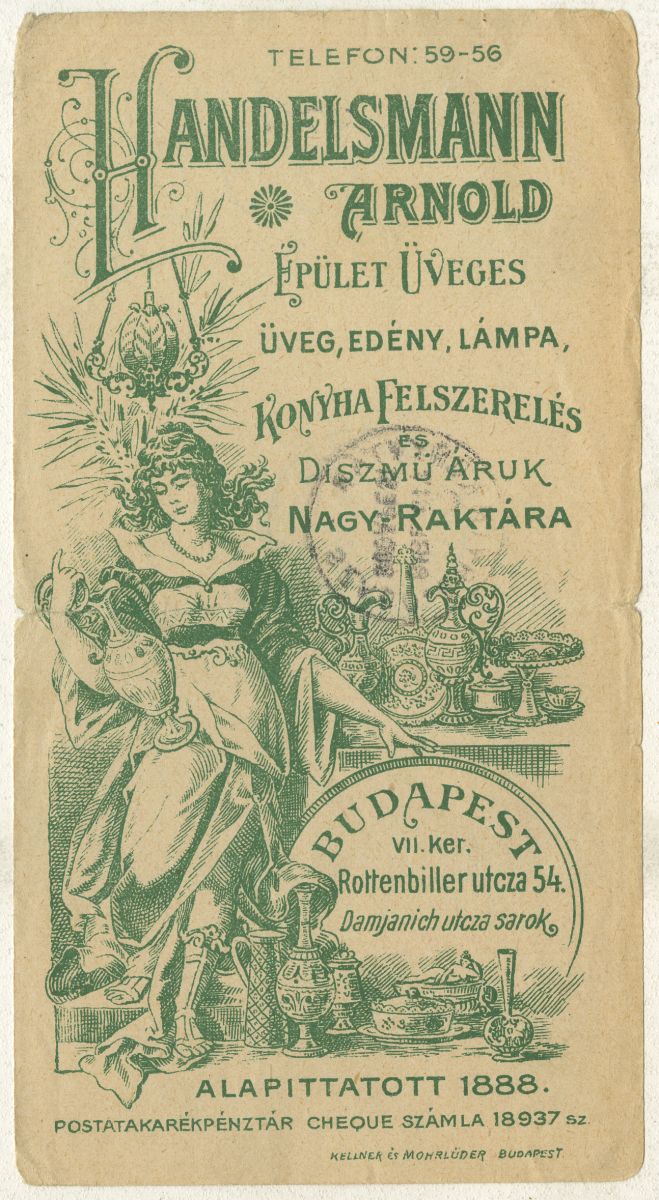 TELEFON: 59-56
HANDELSMANN
ARNOLD
ÉPÜLET ÜVEGES
ÜVEG, EDÉNY, LÁMPA,
KONYHA FELSZERELÉS
ES
DISZMŰ ÁRUK
NAGY-RAKTÁRA
BUDAPEST
VII. KER.
Rottenbiller utcza 54.
Damjanich utcza sarok
ALAPITTATOTT 1888.
POSTATAKARÉKPÉNZTÁR CHEQUE SZÁMLA 18937 SZ.
KELLNER ÉS MOHRLÜDER BUDAPEST.